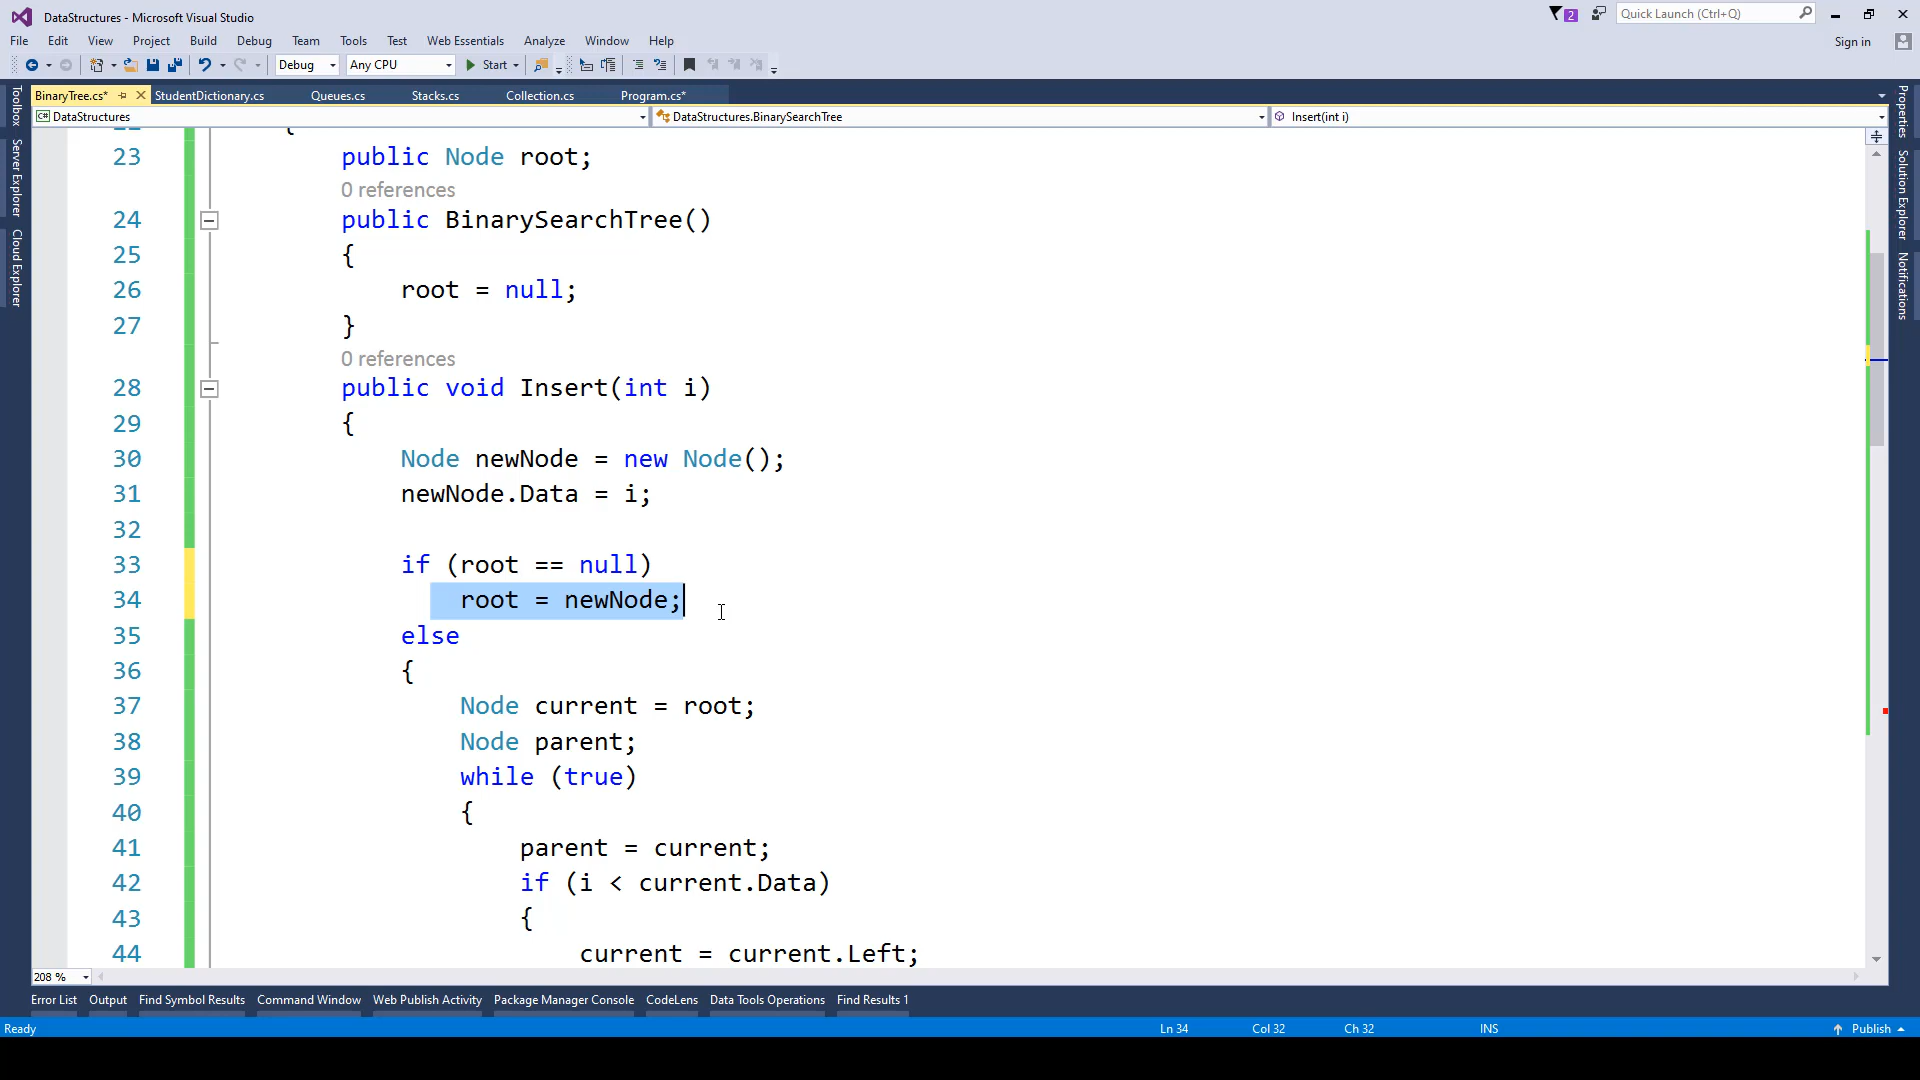 DataStructures - Microsoft Visual Studio
2
Quick Launch (Ctrl+Q)
File Edit View Project Build Debug Team Tools Test Web Essentials Analyze Window Help
Sign in
Debug Any CPU Start
BinaryTree.cs* StudentDictionary.cs Queues.cs Stacks.cs Collection.cs Program.cs*
DataStructures DataStructures.BinarySearchTree Insert(int i)
Toolbox
Server Explorer
Cloud Explorer
Properties
Solution Explorer
Notifications
{
23 public Node root;
0 references
24 public BinarySearchTree()
25 {
26 root = null;
27 }
0 references
28 public void Insert(int i)
29 {
30 Node newNode = new Node();
31 newNode.Data = i;
32
33 if (root == null)
34 root = newNode;
35 else
36 {
37 Node current = root;
38 Node parent;
39 while (true)
40 {
41 parent = current;
42 if (i < current.Data)
43 {
44 current = current.Left;
208 %
Error List Output Find Symbol Results Command Window Web Publish Activity Package Manager Console CodeLens Data Tools Operations Find Results 1
Ready Ln 34 Col 32 Ch 32 INS Publish